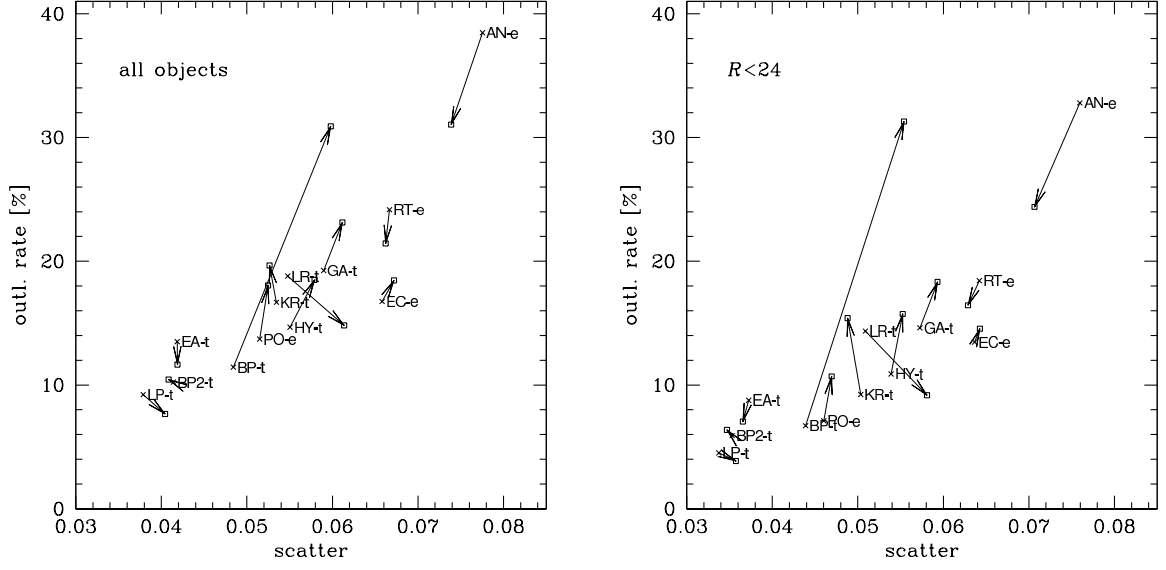 40
30
20
10
0
outl. rate [%]
all objects
AN-e
RT-e
LR-t
GA-t
KR-t
EC-e
HY-t
PO-e
EA-t
BP-t
BP2-t
LP-t
0.03 0.04 0.05 0.06 0.07 0.08
scatter
40
30
20
10
0
outl. rate [%]
R<24
AN-e
RT-e
LR-t
GA-t
EC-e
HY-t
KR-t
EA-t
PO-e
BP-t
BP2-t
LP-t
0.03 0.04 0.05 0.06 0.07 0.08
scatter